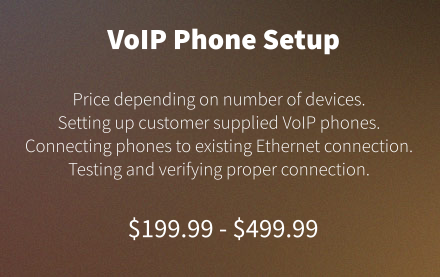 VoIP Phone Setup
Price depending on number of devices.
Setting up customer supplied VoIP phones.
Connecting phones to existing Ethernet connection.
Testing and verifying proper connection.
$199.99 - $499.99